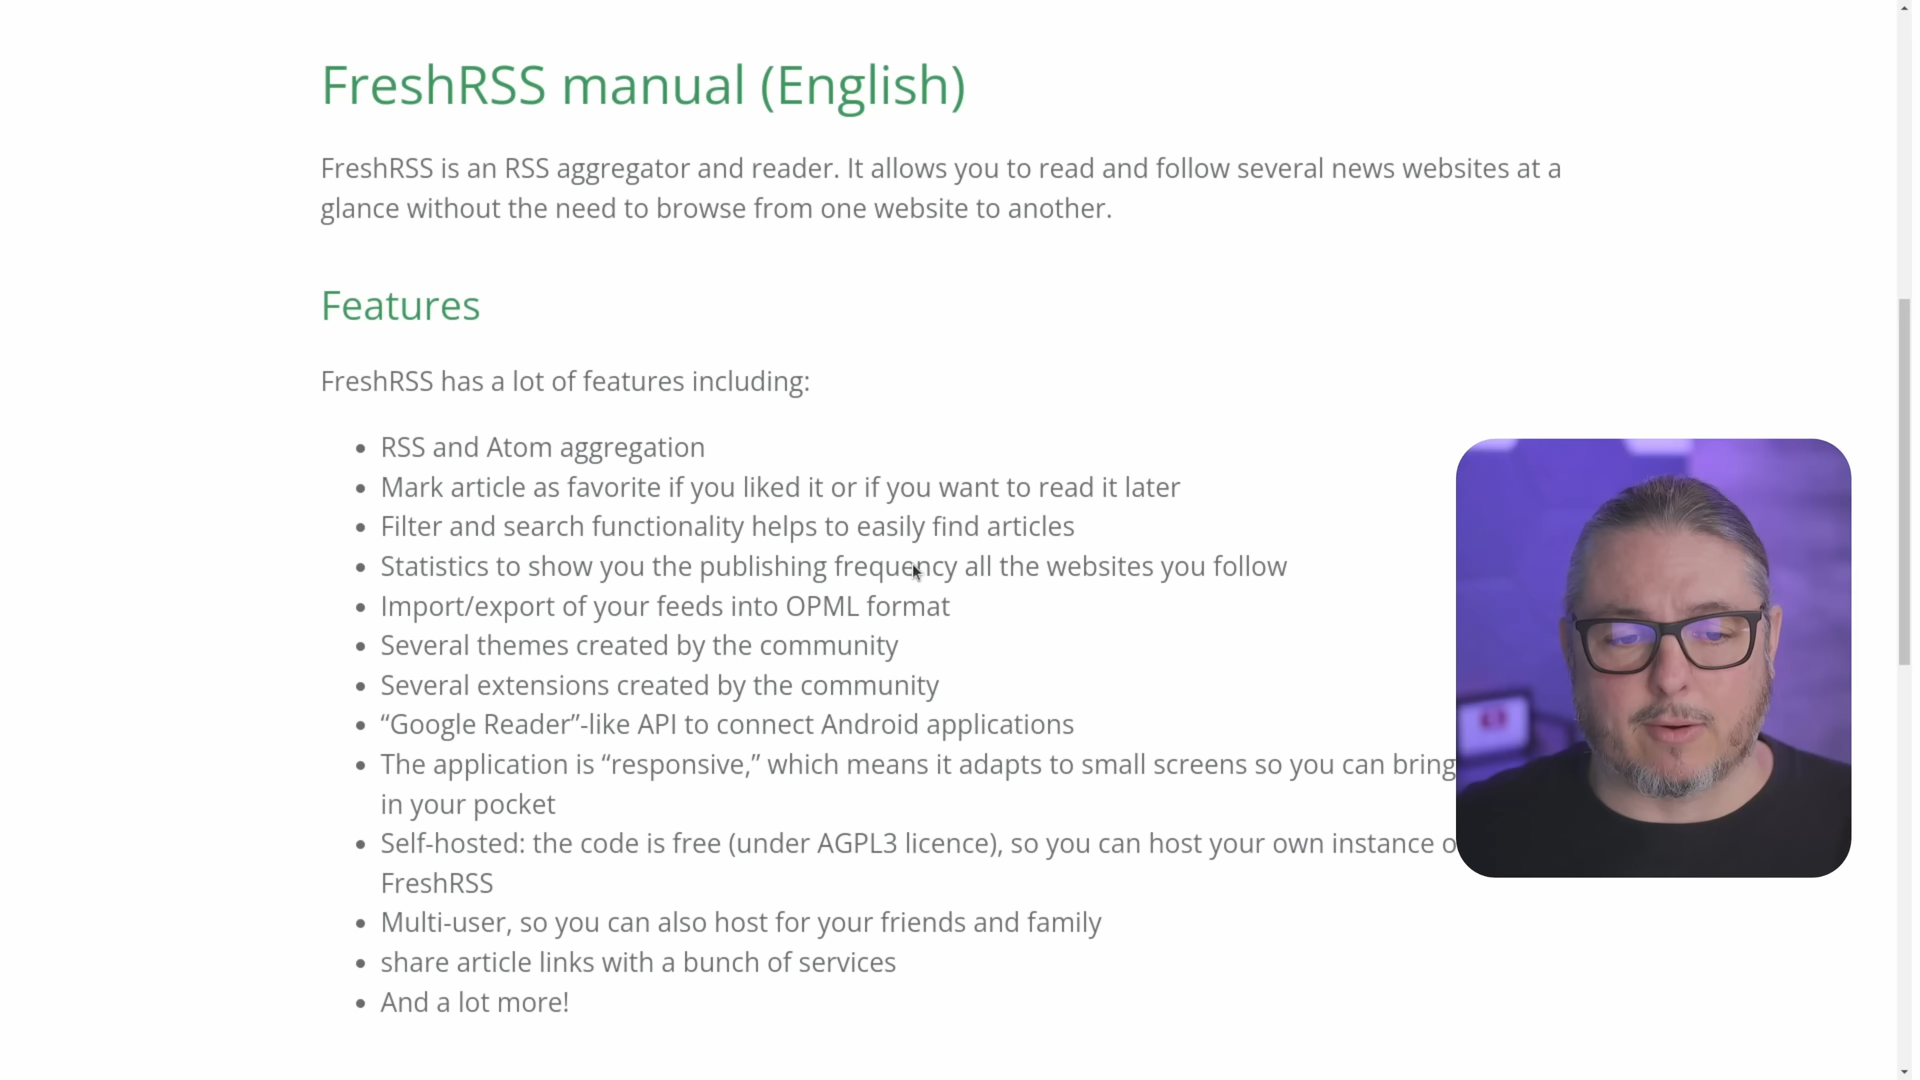 FreshRSS manual (English)
FreshRSS is an RSS aggregator and reader. It allows you to read and follow several news websites at a
glance without the need to browse from one website to another.
Features
FreshRSS has a lot of features including:
• RSS and Atom aggregation
• Mark article as favorite if you liked it or if you want to read it later
• Filter and search functionality helps to easily find articles
• Statistics to show you the publishing frequency all the websites you follow
• Import/export of your feeds into OPML format
• Several themes created by the community
• Several extensions created by the community
• “Google Reader”-like API to connect Android applications
• The application is “responsive,” which means it adapts to small screens so you can bring
in your pocket
• Self-hosted: the code is free (under AGPL3 licence), so you can host your own instance
FreshRSS
• Multi-user, so you can also host for your friends and family
• share article links with a bunch of services
• And a lot more!